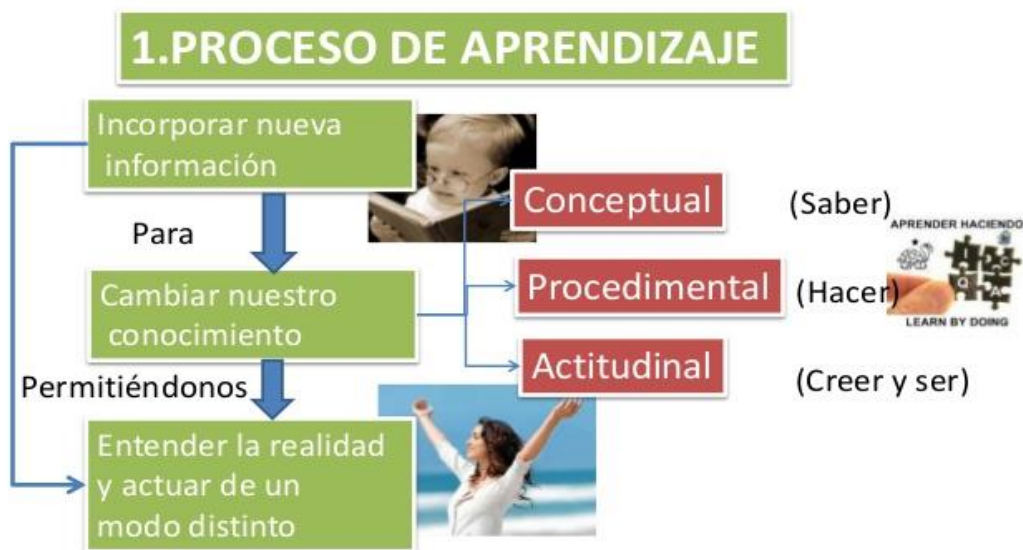 1.PROCESO DE APRENDIZAJE
Incorporar nueva
información
Para
Cambiar nuestro
conocimiento
Permitiéndonos
Entender la realidad
y actuar de un
modo distinto
Conceptual
(Saber)
Procedimental
(Hacer)
Actitudinal
(Creer y ser)
APRENDER HACIENDO
LEARN BY DOING